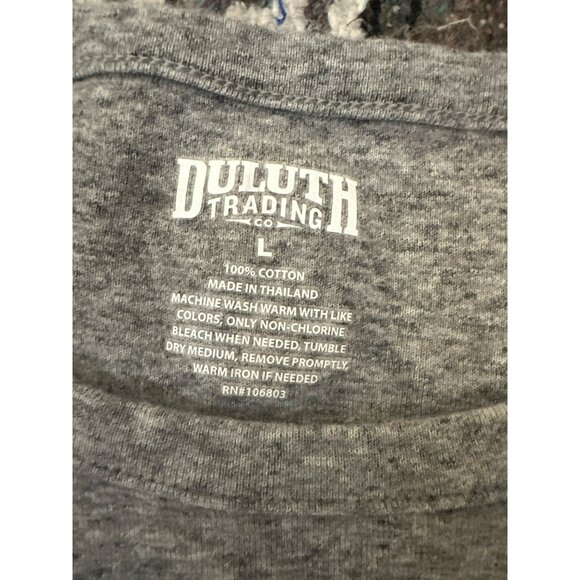 DULUTH
TRADING
CO
L
100% COTTON
MADE IN THAILAND
MACHINE WASH WARM WITH LIKE
COLORS, ONLY NON-CHLORINE
BLEACH WHEN NEEDED, TUMBLE
DRY MEDIUM, REMOVE PROMPTLY,
WARM IRON IF NEEDED
RN#106803